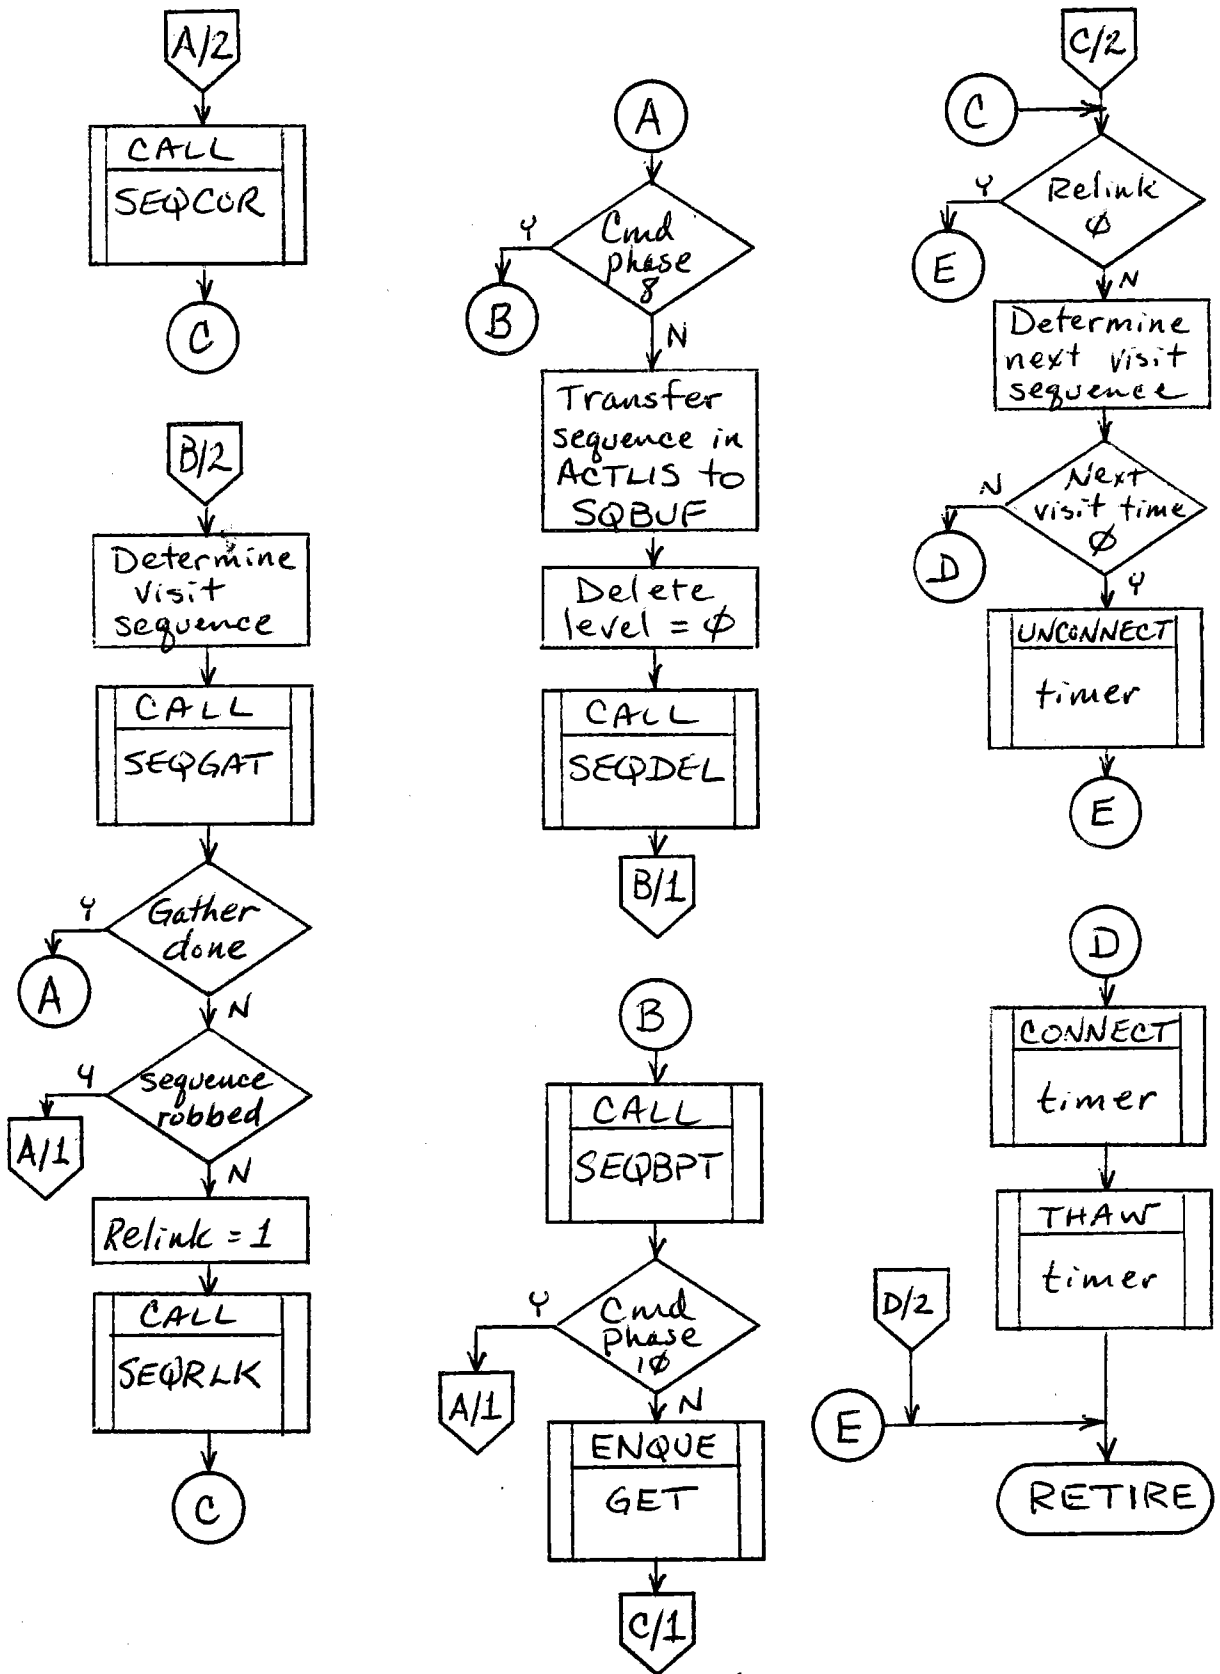 A/2
CALL
SEQCOR
C
B/2
Determine
visit
sequence
CALL
SEQGAT
Gather
done
Y
A
N
sequence
robbed
Y
A/1
N
Relink = 1
CALL
SEQRLK
C
A
Cmd
phase
8
Y
B
N
Transfer
sequence in
ACTLIS to
SQBUF
Delete
level = Ø
CALL
SEQDEL
B/1
B
CALL
SEQBPT
Cmd
phase
1Ø
Y
A/1
N
ENQUE
GET
C/1
C/2
C
Relink
Ø
Y
E
N
Determine
next visit
sequence
Next
visit time
Ø
N
D
Y
UNCONNECT
timer
E
D
CONNECT
timer
THAW
timer
D/2
E
RETIRE